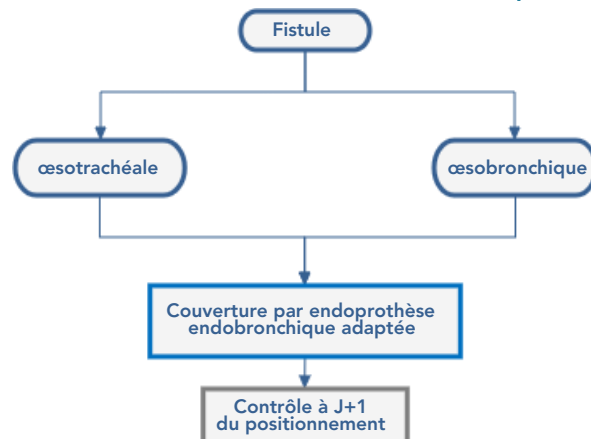 Fistule
œsotrachéale
œsobronchique
Couverture par endoprothèse
endobronchique adaptée
Contrôle à J+1
du positionnement